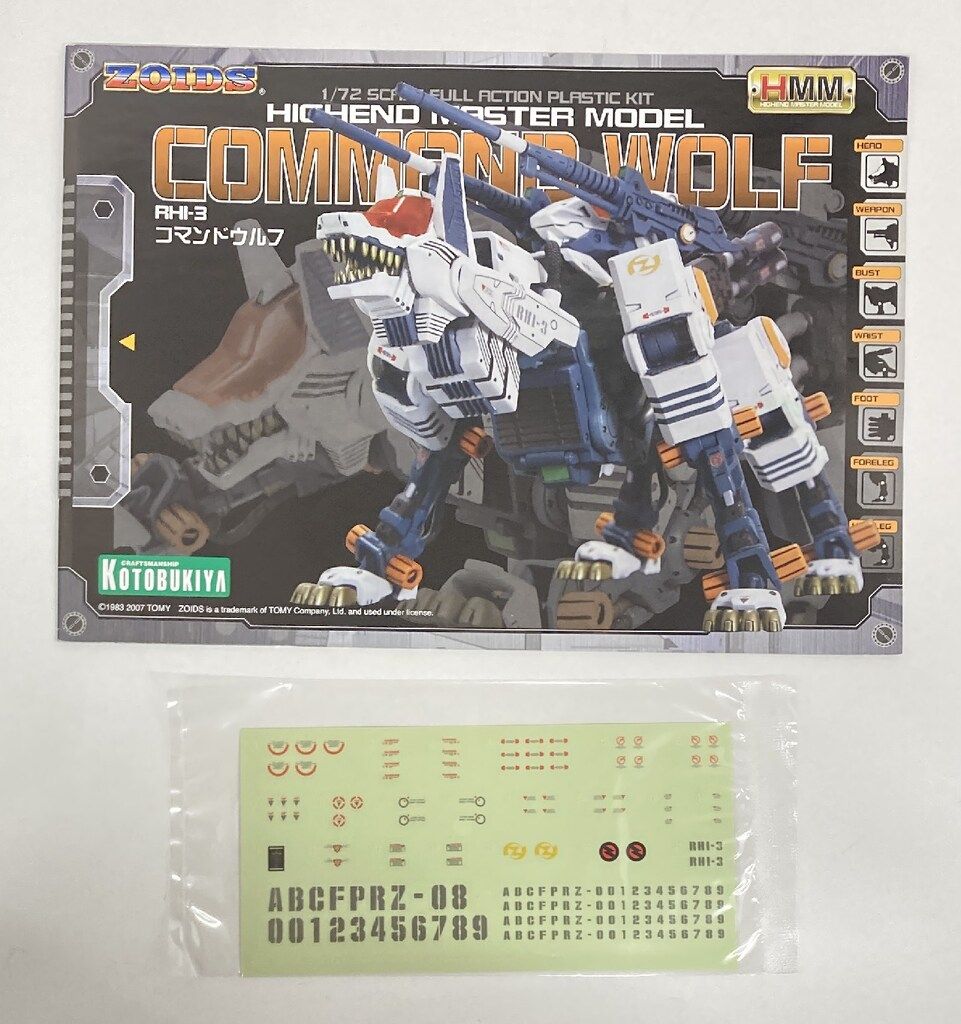 ZOIDS®
1/72 SCALE FULL ACTION PLASTIC KIT
HMM
HIGHEND MASTER MODEL
HIGHEND MASTER MODEL
COMMAND WOLF
RHI-3
コマンドウルフ
HEAD
WEAPON
BUST
WAIST
FOOT
FORELEG
LEG
RHI-3
CRAFTSMANSHIP
KOTOBUKIYA
©1983 2007 TOMY ZOIDS is a trademark of TOMY Company, Ltd. and used under license.
RHI-3
RHI-3
ABCFPRZ-08
00123456789
ABCFPRZ-00123456789
ABCFPRZ-00123456789
ABCFPRZ-00123456789
ABCFPRZ-00123456789